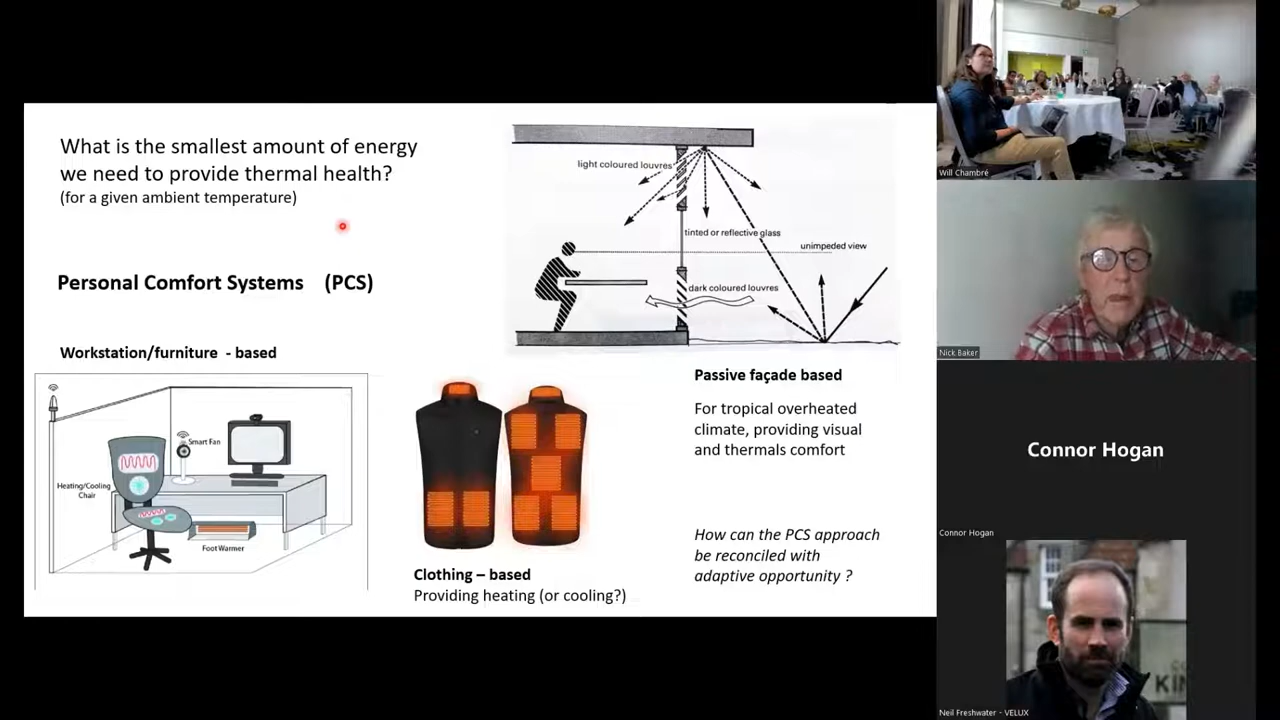 What is the smallest amount of energy
we need to provide thermal health?
(for a given ambient temperature)
Personal Comfort Systems (PCS)
Workstation/furniture - based
Smart Fan
Heating/Cooling
Chair
Foot Warmer
Clothing – based
Providing heating (or cooling?)
light coloured louvres
tinted or reflective glass
unimpeded view
dark coloured louvres
Passive façade based
For tropical overheated
climate, providing visual
and thermals comfort
How can the PCS approach
be reconciled with
adaptive opportunity ?
Will Chambré
Nick Baker
Connor Hogan
Connor Hogan
Neil Freshwater - VELUX